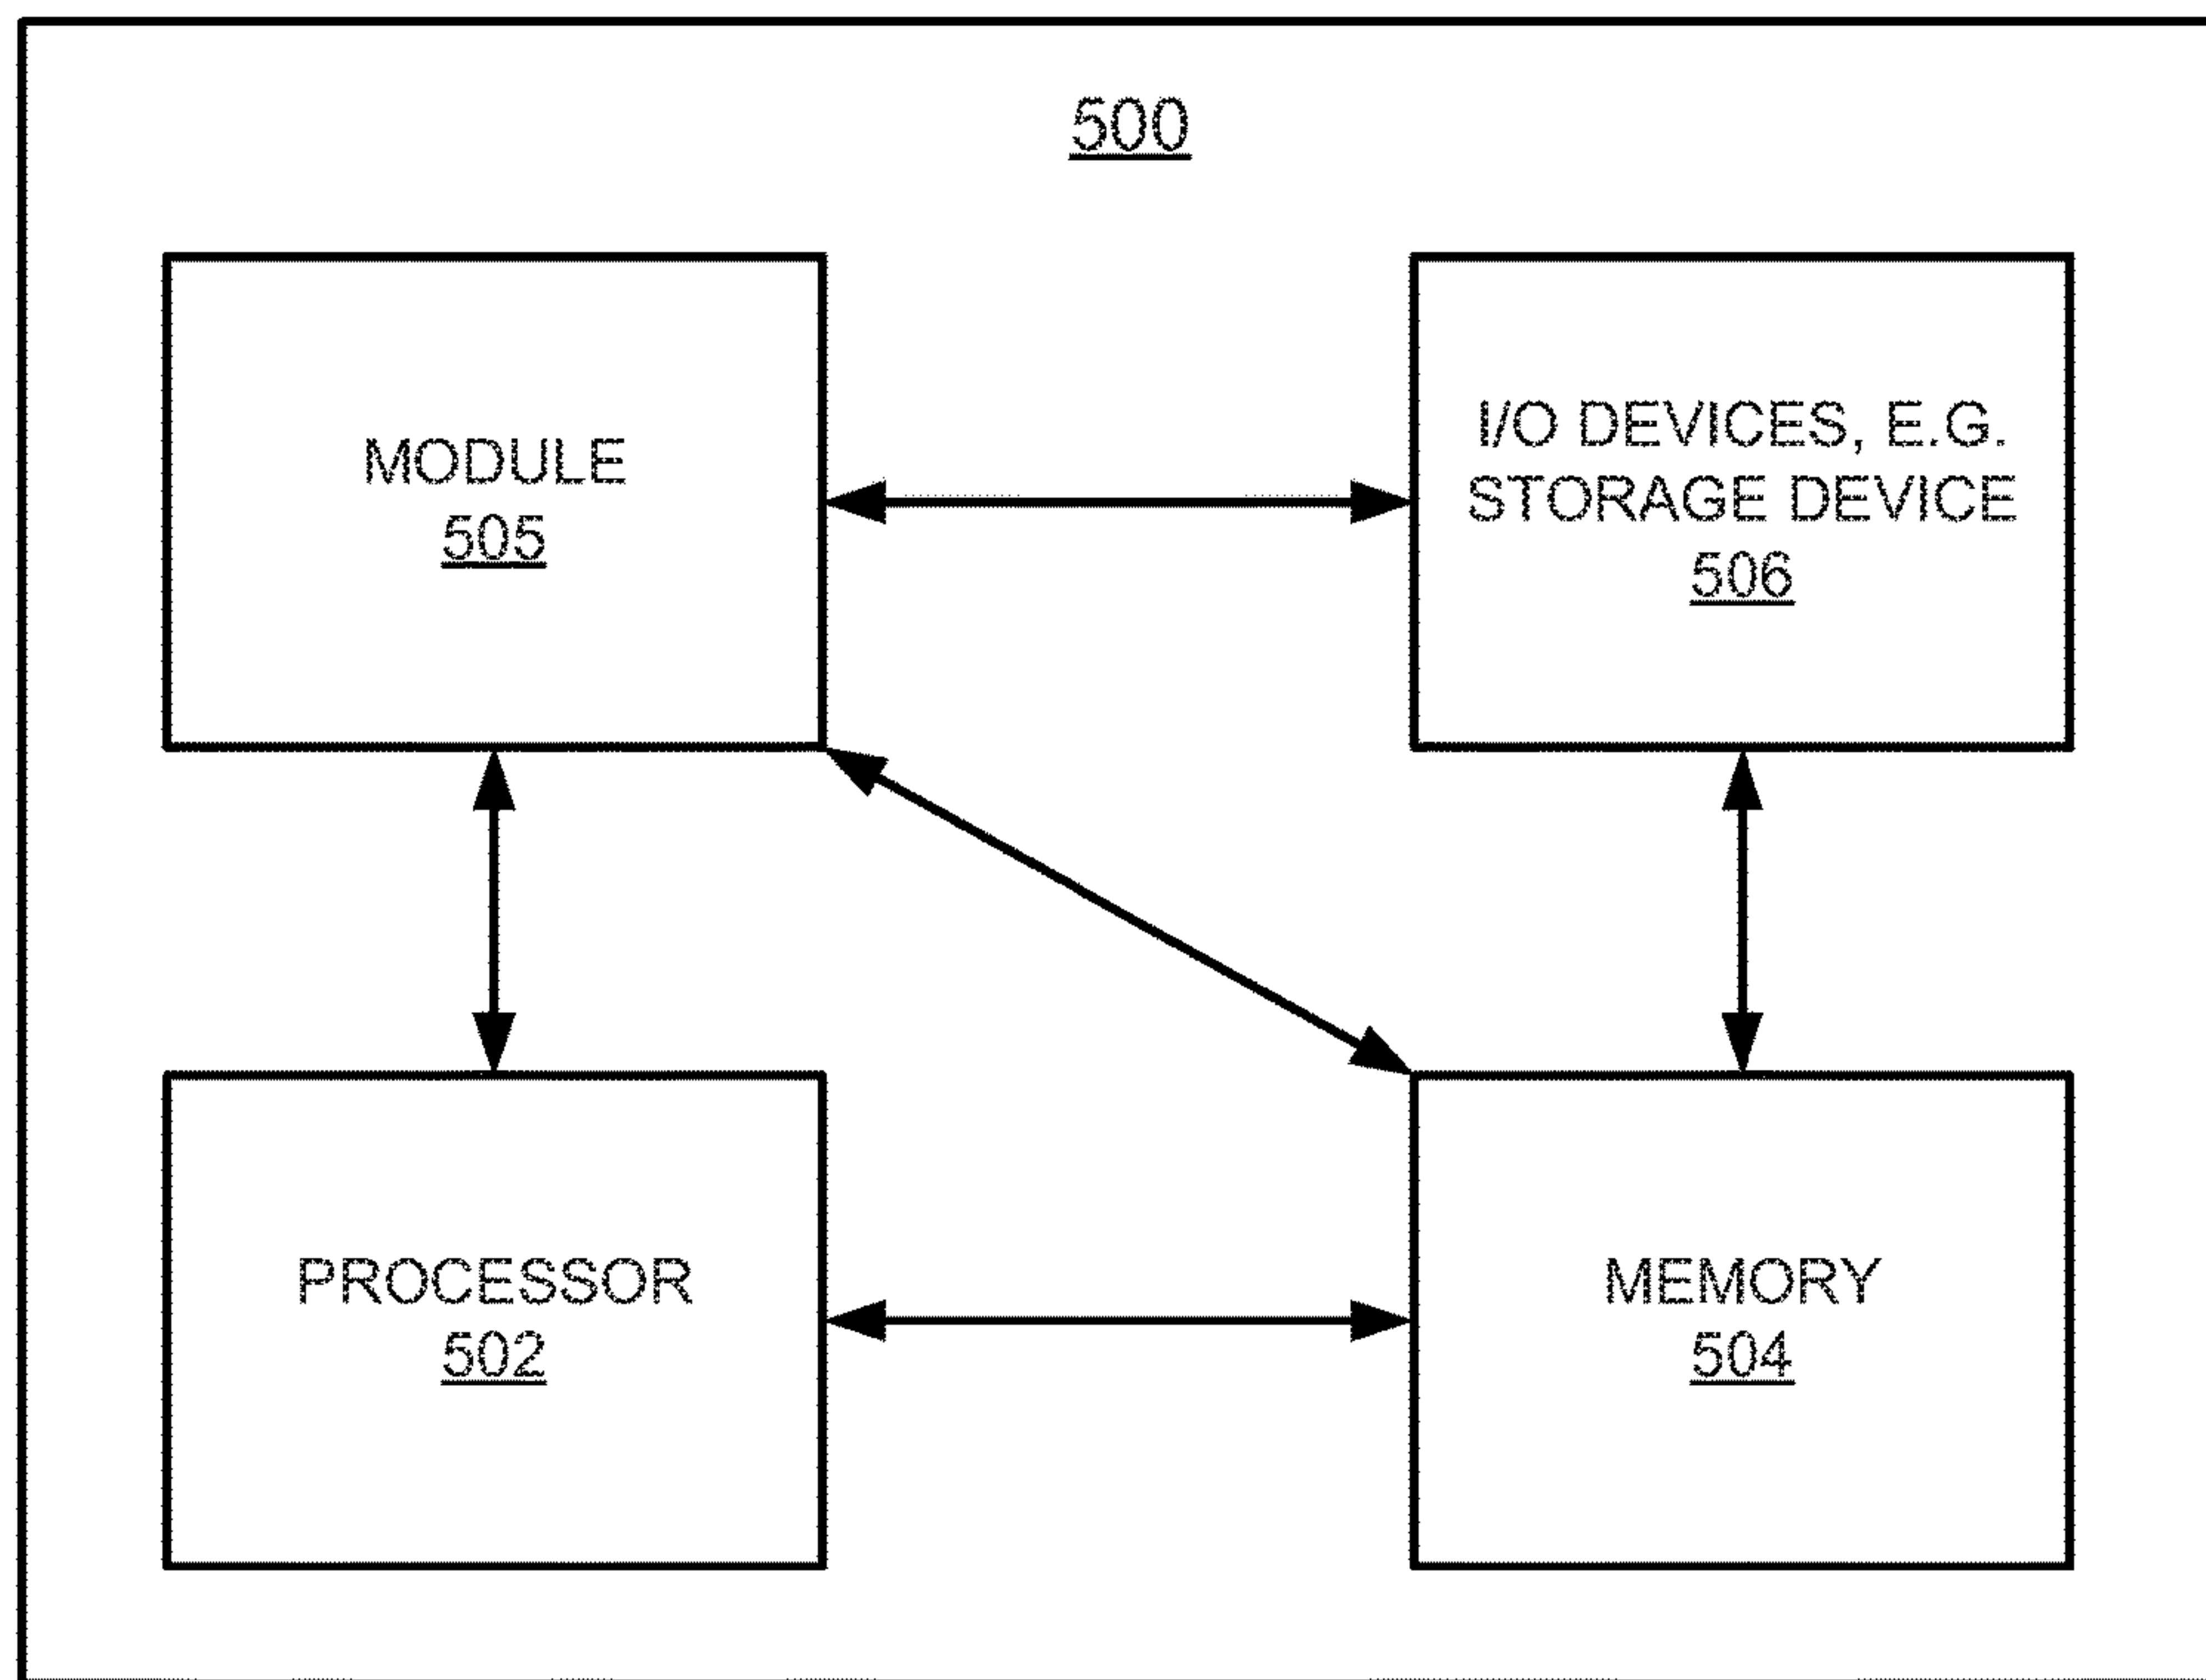 500
MODULE
505
I/O DEVICES, E.G.
STORAGE DEVICE
506
PROCESSOR
502
MEMORY
504